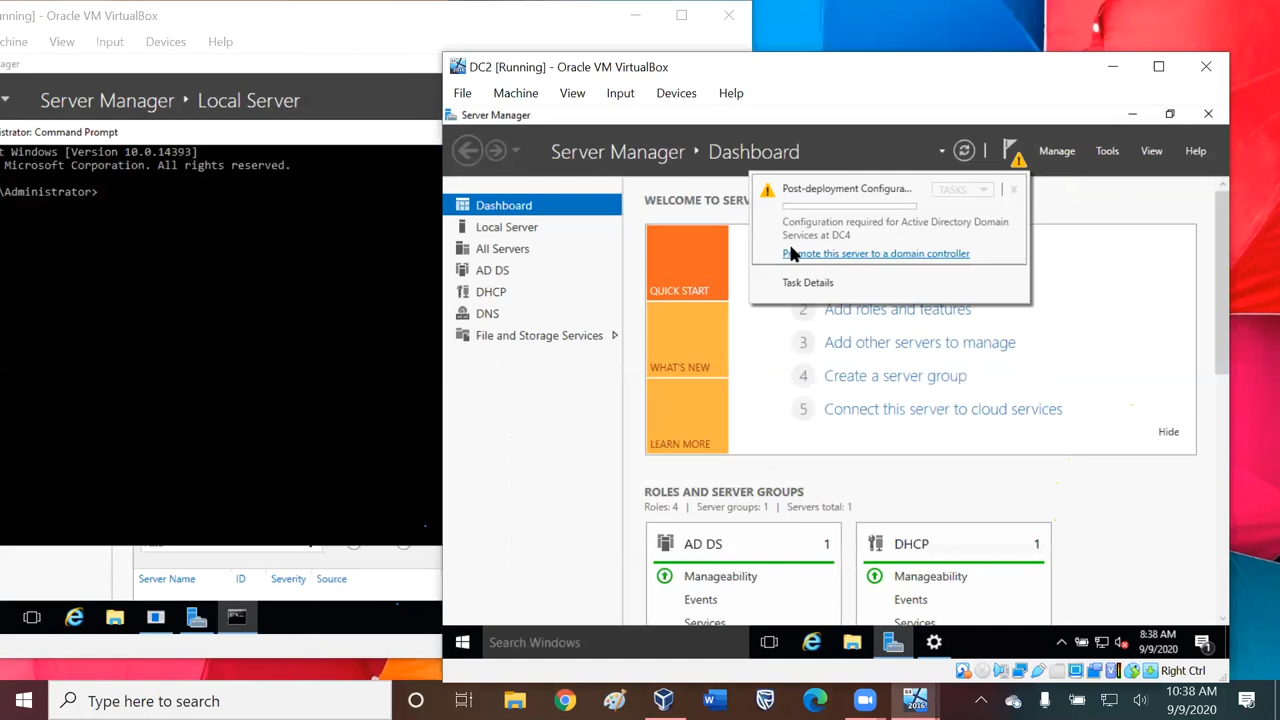 nning] - Oracle VM VirtualBox
chine View Input Devices Help
ager
Server Manager ‣ Local Server
istrator: Command Prompt
t Windows [Version 10.0.14393]
Microsoft Corporation. All rights reserved.
\Administrator>
Server Name ID Severity Source
DC2 [Running] - Oracle VM VirtualBox
File Machine View Input Devices Help
Server Manager
Server Manager ‣ Dashboard
Manage Tools View Help
Dashboard
Local Server
All Servers
AD DS
DHCP
DNS
File and Storage Services
WELCOME TO SERV
Post-deployment Configura... TASKS
Configuration required for Active Directory Domain
Services at DC4
Promote this server to a domain controller
Task Details
QUICK START
WHAT'S NEW
LEARN MORE
2 Add roles and features
3 Add other servers to manage
4 Create a server group
5 Connect this server to cloud services
Hide
ROLES AND SERVER GROUPS
Roles: 4 | Server groups: 1 | Servers total: 1
AD DS 1
Manageability
Events
Services
DHCP 1
Manageability
Events
Services
Search Windows
8:38 AM
9/9/2020
1
Right Ctrl
Type here to search
2016
10:38 AM
9/9/2020